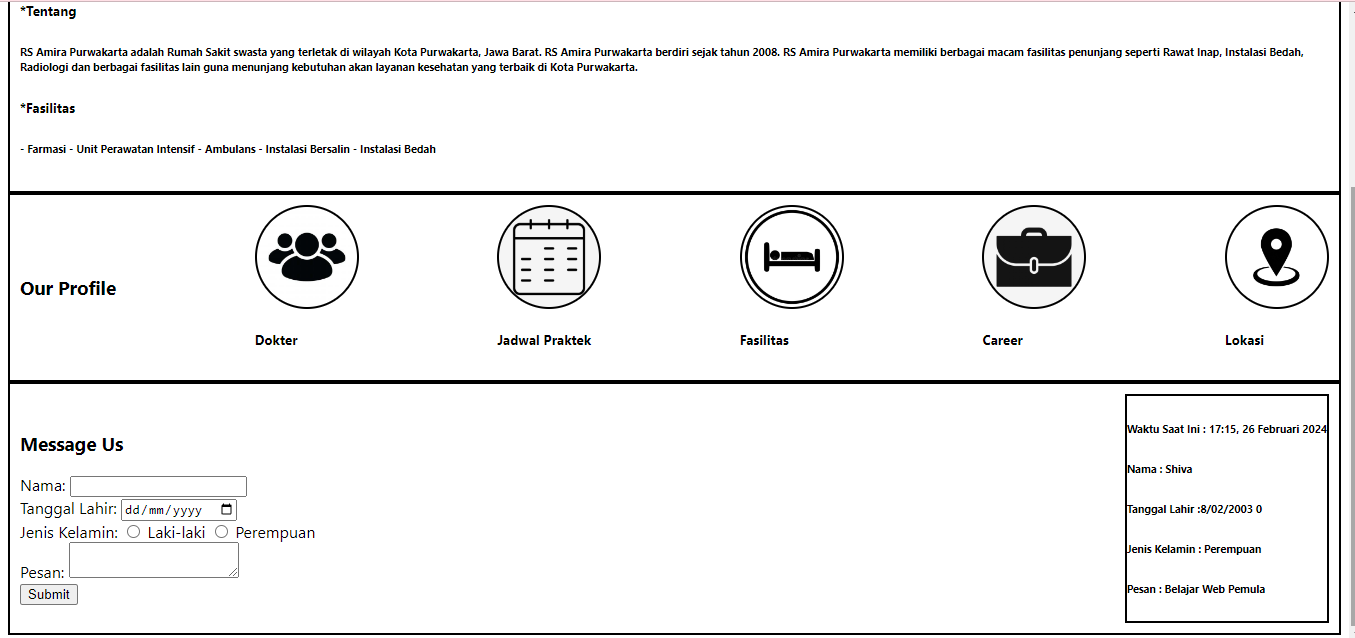 *Tentang
RS Amira Purwakarta adalah Rumah Sakit swasta yang terletak di wilayah Kota Purwakarta, Jawa Barat. RS Amira Purwakarta berdiri sejak tahun 2008. RS Amira Purwakarta memiliki berbagai macam fasilitas penunjang seperti Rawat Inap, Instalasi Bedah,
Radiologi dan berbagai fasilitas lain guna menunjang kebutuhan akan layanan kesehatan yang terbaik di Kota Purwakarta.
*Fasilitas
- Farmasi - Unit Perawatan Intensif - Ambulans - Instalasi Bersalin - Instalasi Bedah
Our Profile
Dokter
Jadwal Praktek
Fasilitas
Career
Lokasi
Message Us
Nama:
Tanggal Lahir: dd/mm/yyyy
Jenis Kelamin: Laki-laki Perempuan
Pesan:
Submit
Waktu Saat Ini : 17:15, 26 Februari 2024
Nama : Shiva
Tanggal Lahir :8/02/2003 0
Jenis Kelamin : Perempuan
Pesan : Belajar Web Pemula